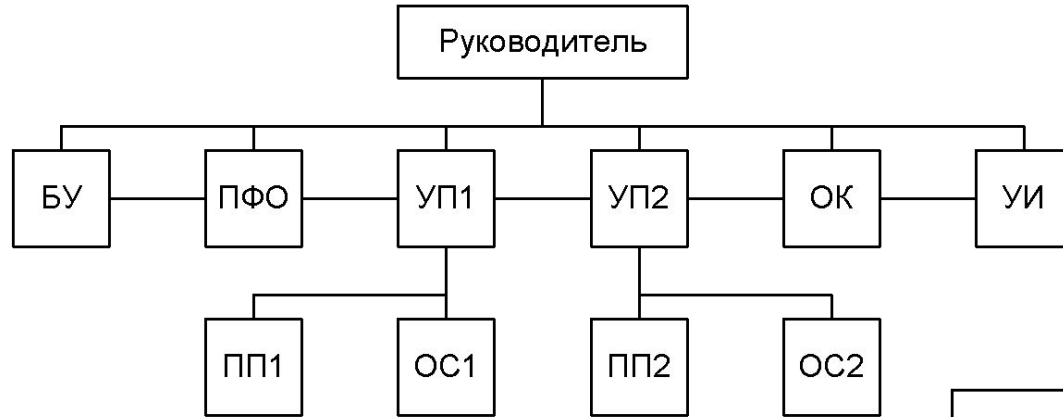 Руководитель
БУ
ПФО
УП1
УП2
ОК
УИ
ПП1
ОС1
ПП2
ОС2